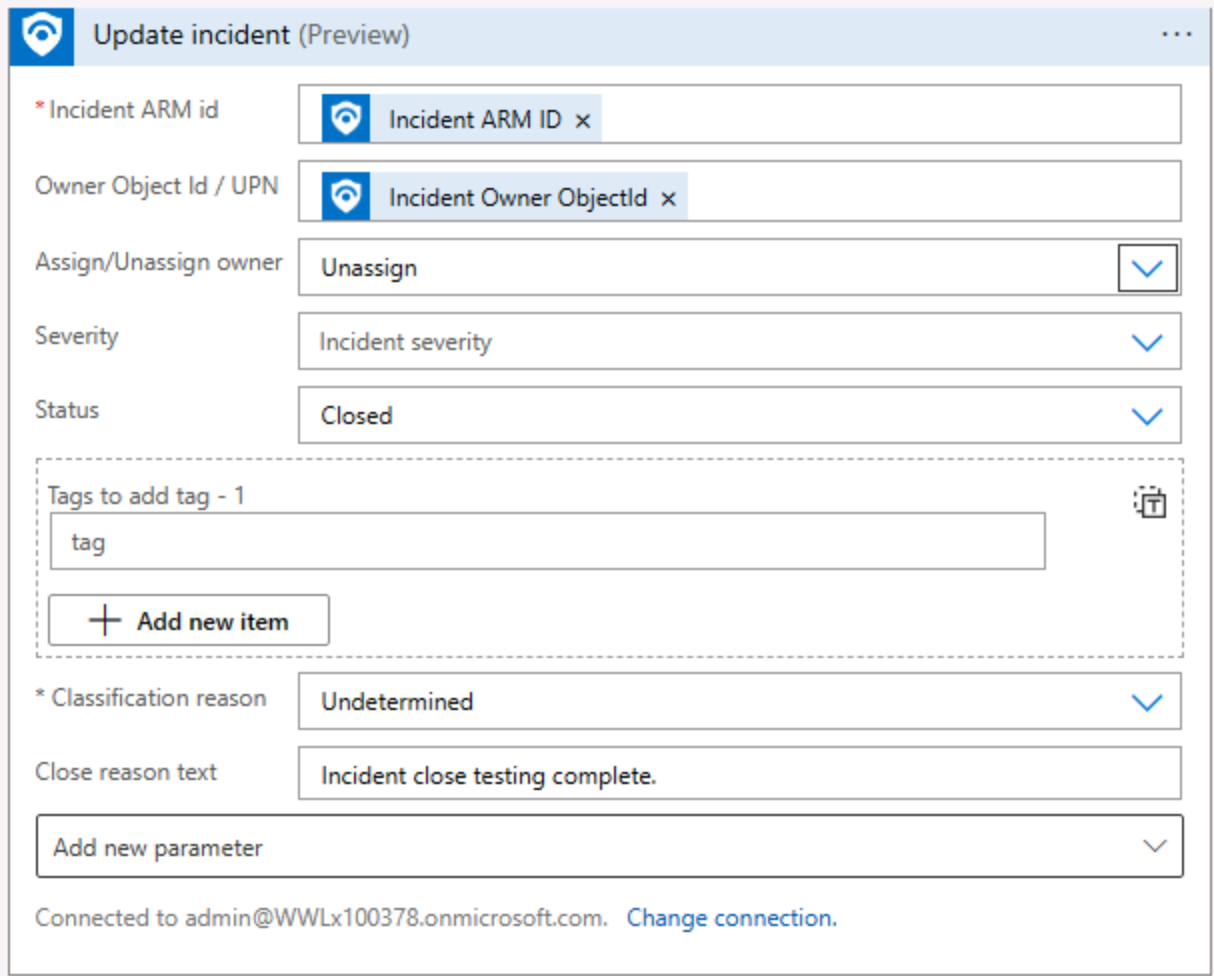 Update incident (Preview) ...
* Incident ARM id
Incident ARM ID ×
Owner Object Id / UPN
Incident Owner ObjectId ×
Assign/Unassign owner
Unassign
Severity
Incident severity
Status
Closed
Tags to add tag - 1
tag
Add new item
* Classification reason
Undetermined
Close reason text
Incident close testing complete.
Add new parameter
Connected to admin@WWLx100378.onmicrosoft.com. Change connection.